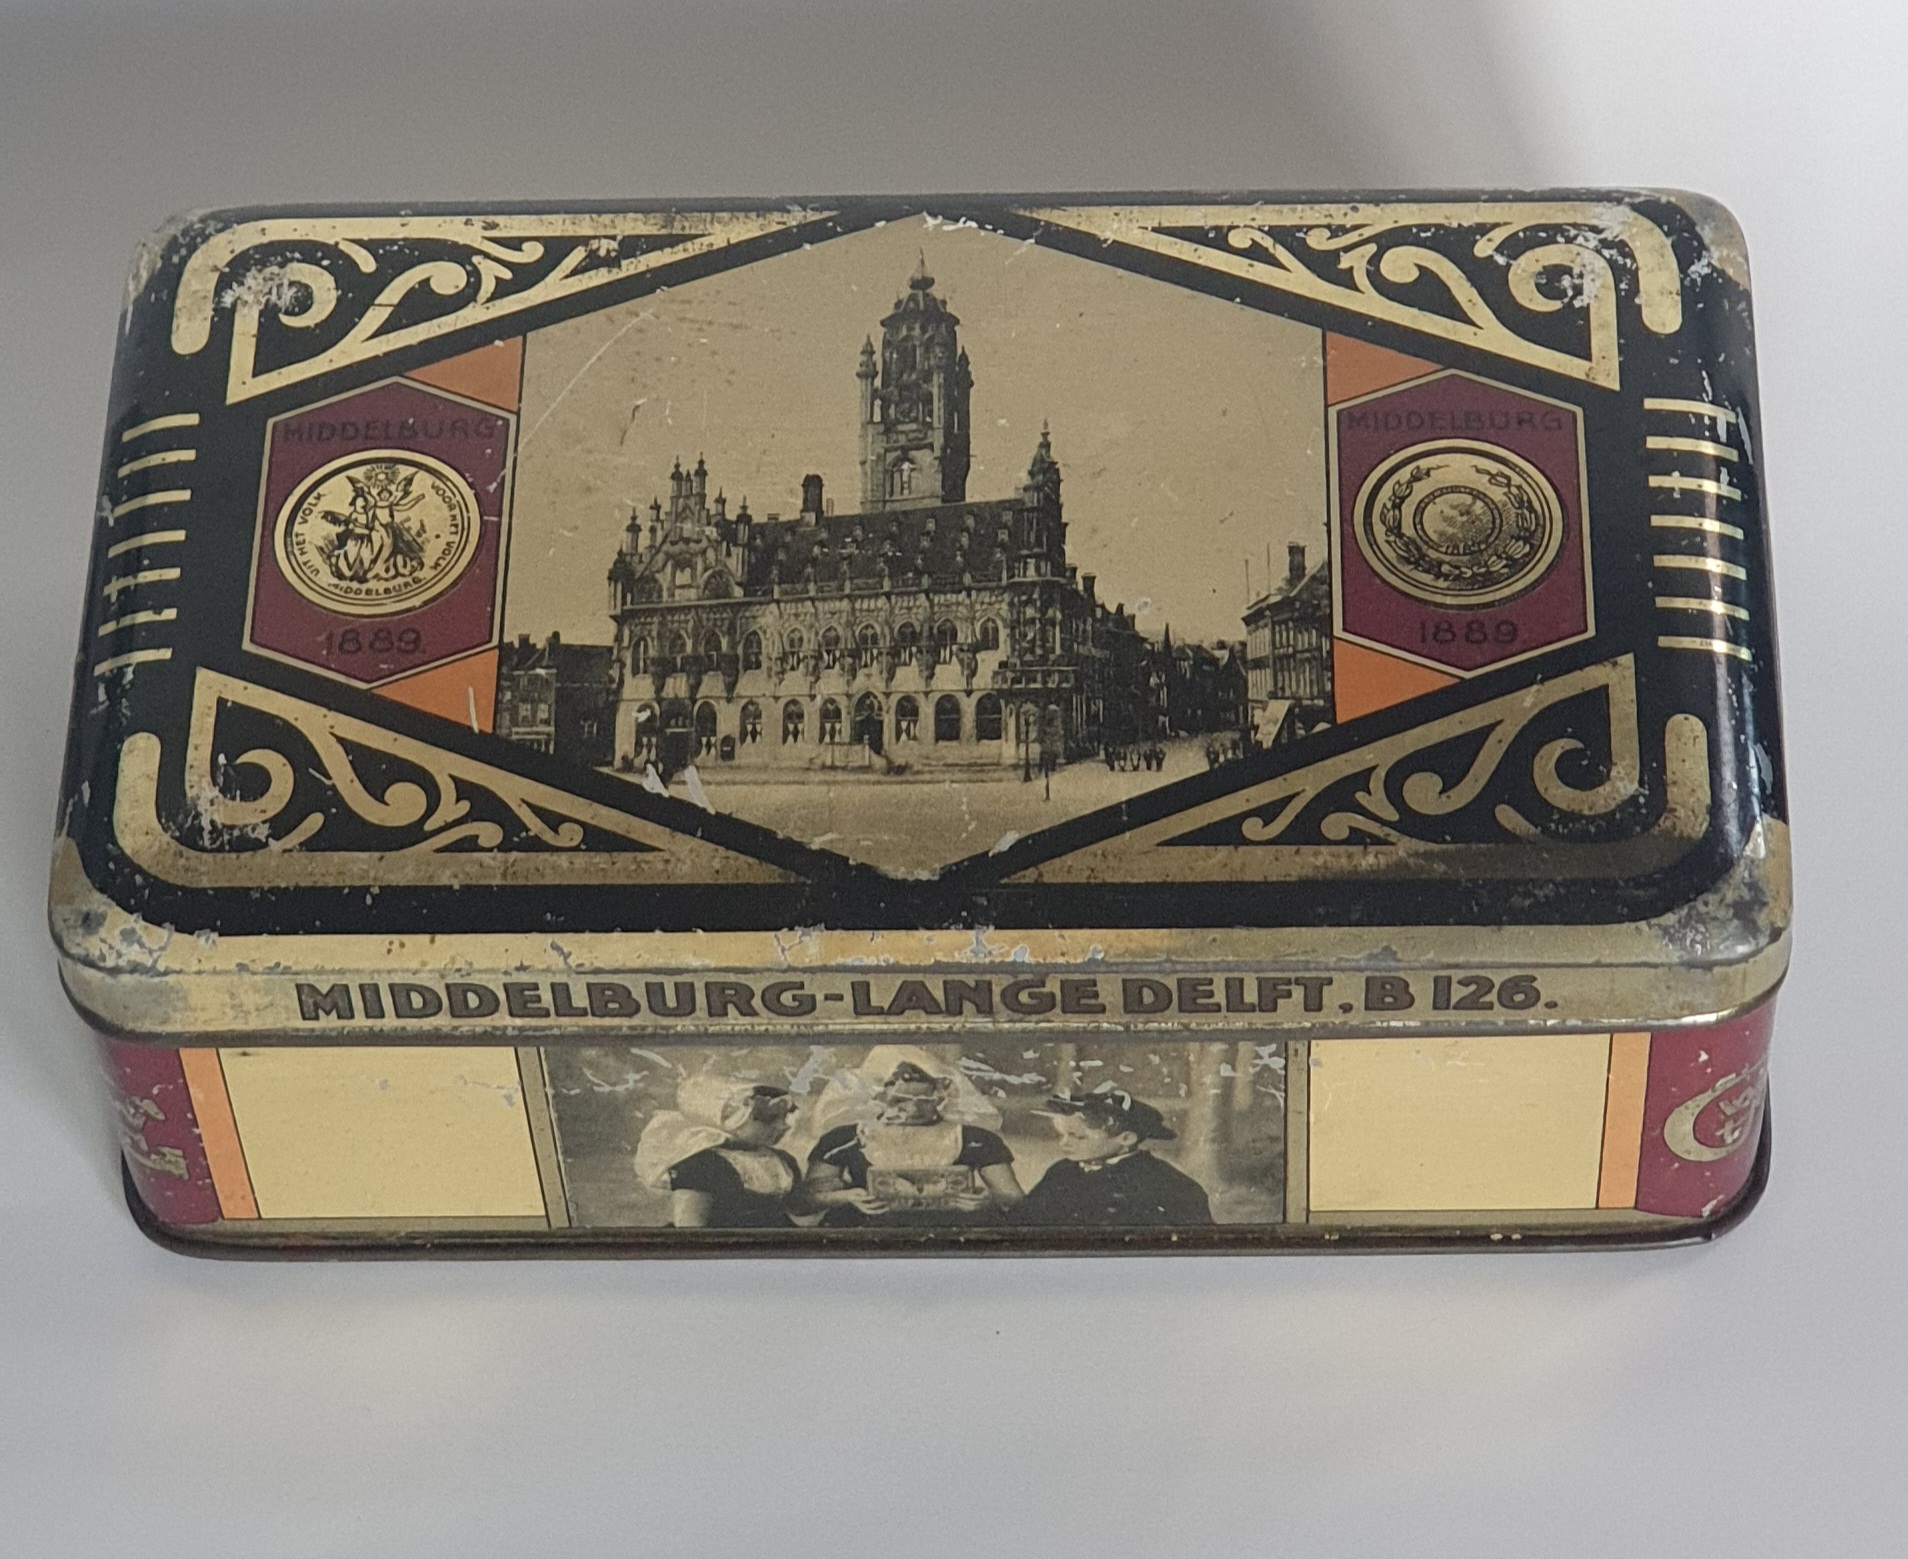 MIDDELBURG
UIT HET VOLK VOOR HET VOLK
MIDDELBURG.
1889.
MIDDELBURG
1889
MIDDELBURG-LANGE DELFT, B 126.